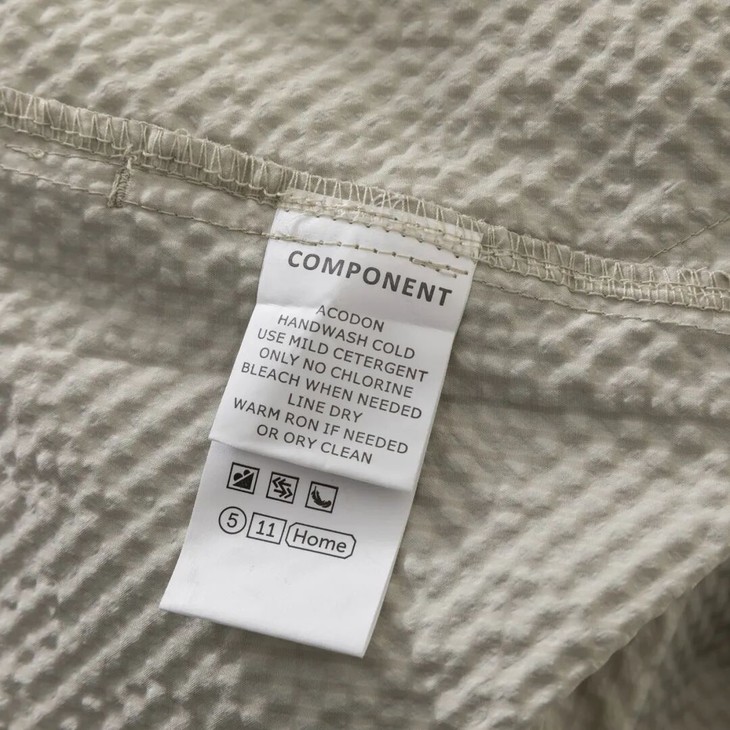 COMPONENT
ACODON
HANDWASH COLD
USE MILD CETERGENT
ONLY NO CHLORINE
BLEACH WHEN NEEDED
LINE DRY
WARM RON IF NEEDED
OR ORY CLEAN
5 11 Home